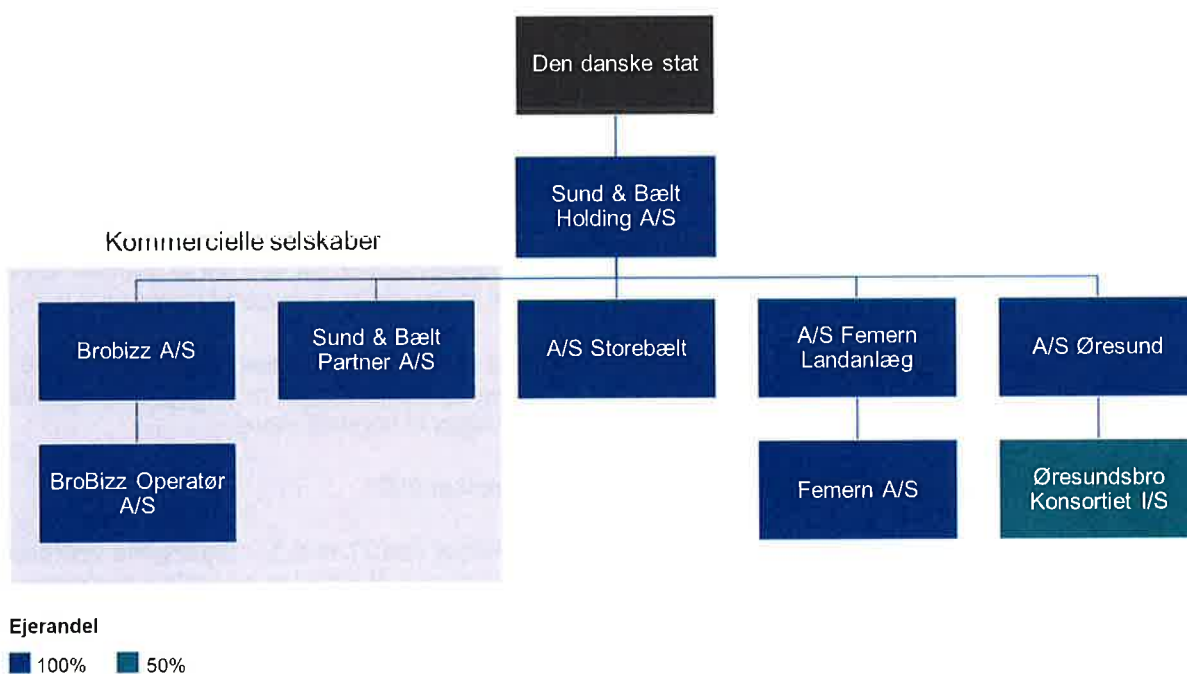 Den danske stat
Sund & Bælt
Holding A/S
Kommercielle selskaber
Brobizz A/S
Sund & Bælt
Partner A/S
A/S Storebælt
A/S Femern
Landanlæg
A/S Øresund
BroBizz Operatør
A/S
Femern A/S
Øresundsbro
Konsortiet I/S
Ejerandel
100%
50%